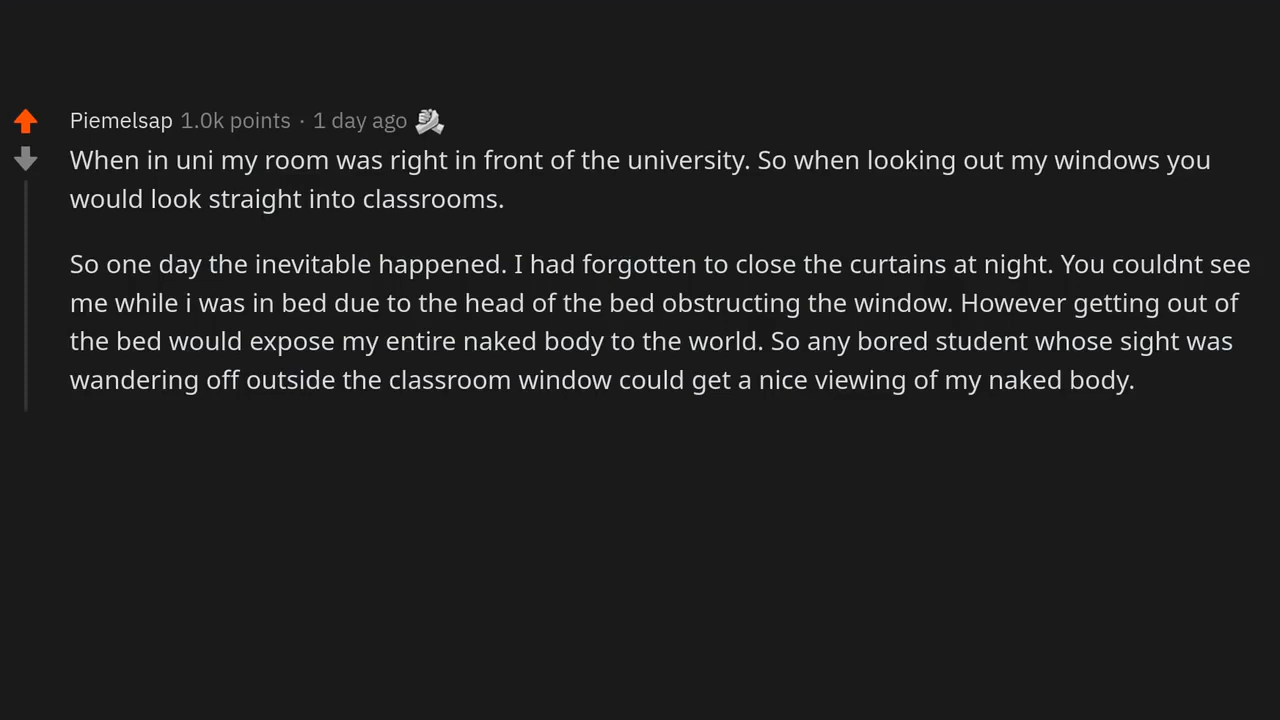 Piemelsap 1.0k points · 1 day ago
When in uni my room was right in front of the university. So when looking out my windows you
would look straight into classrooms.
So one day the inevitable happened. I had forgotten to close the curtains at night. You couldnt see
me while i was in bed due to the head of the bed obstructing the window. However getting out of
the bed would expose my entire naked body to the world. So any bored student whose sight was
wandering off outside the classroom window could get a nice viewing of my naked body.